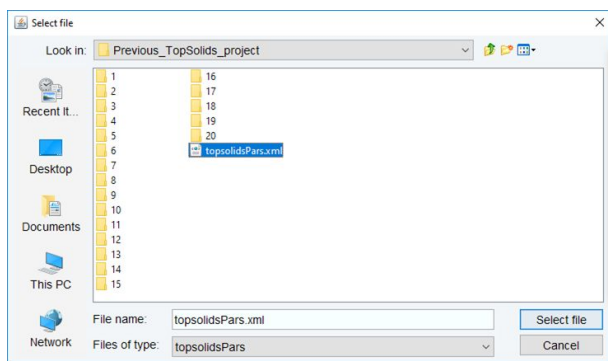 Select file
Look in: Previous_TopSolids_project
Recent It...
Desktop
Documents
This PC
Network
1
2
3
4
5
6
7
8
9
10
11
12
13
14
15
16
17
18
19
20
topsolidsPars.xml
File name: topsolidsPars.xml Select file
Files of type: topsolidsPars Cancel